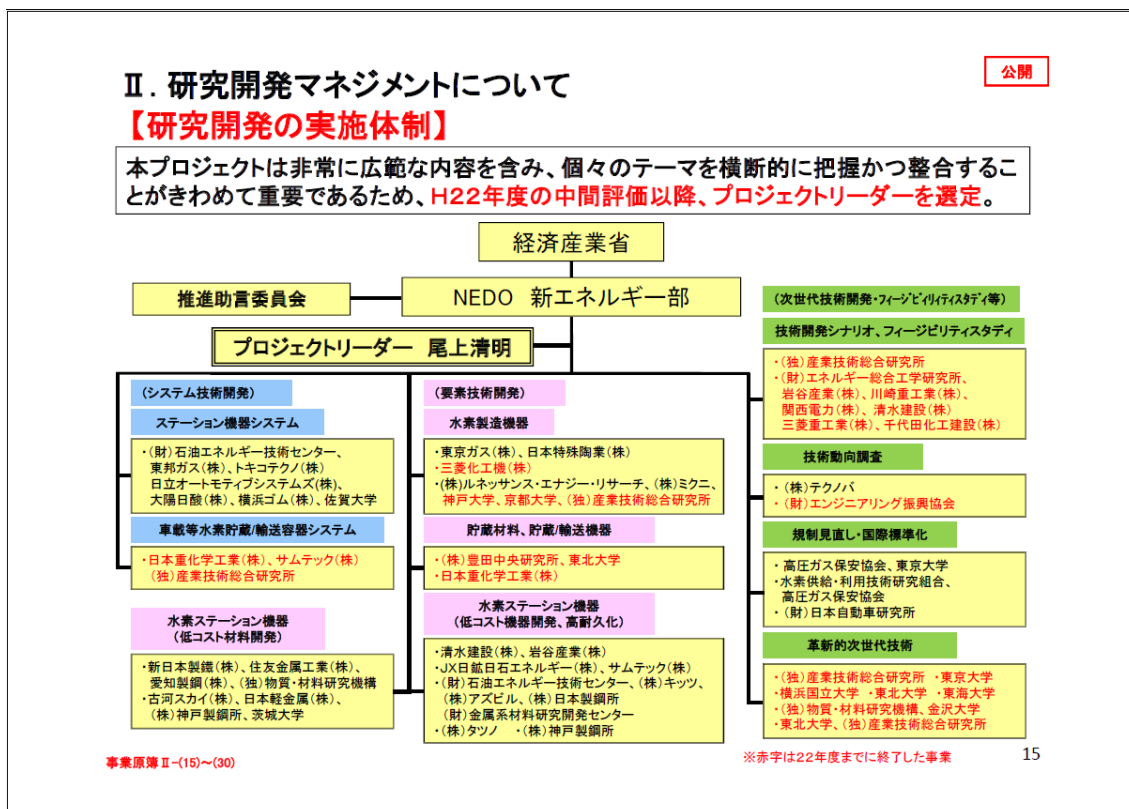 公開
Ⅱ. 研究開発マネジメントについて
【研究開発の実施体制】
本プロジェクトは非常に広範な内容を含み、個々のテーマを横断的に把握かつ整合するこ
とがきわめて重要であるため、H22年度の中間評価以降、プロジェクトリーダーを選定。
経済産業省
推進助言委員会
NEDO 新エネルギー部
プロジェクトリーダー 尾上清明
(システム技術開発)
ステーション機器システム
・(財)石油エネルギー技術センター、
東邦ガス(株)、トキコテクノ(株)
日立オートモティブシステムズ(株)、
大陽日酸(株)、横浜ゴム(株)、佐賀大学
車載等水素貯蔵/輸送容器システム
・日本重化学工業(株)、サムテック(株)
(独)産業技術総合研究所
水素ステーション機器
(低コスト材料開発)
・新日本製鐵(株)、住友金属工業(株)、
愛知製鋼(株)、(独)物質・材料研究機構
・古河スカイ(株)、日本軽金属(株)、
(株)神戸製鋼所、茨城大学
(要素技術開発)
水素製造機器
・東京ガス(株)、日本特殊陶業(株)
・三菱化工機(株)
・(株)ルネッサンス・エナジー・リサーチ、(株)ミクニ、
神戸大学、京都大学、(独)産業技術総合研究所
貯蔵材料、貯蔵/輸送機器
・(株)豊田中央研究所、東北大学
・日本重化学工業(株)
水素ステーション機器
(低コスト機器開発、高耐久化)
・清水建設(株)、岩谷産業(株)
・JX日鉱日石エネルギー(株)、サムテック(株)
・(財)石油エネルギー技術センター、(株)キッツ、
(株)アズビル、(株)日本製鋼所
(財)金属系材料研究開発センター
・(株)タツノ ・(株)神戸製鋼所
(次世代技術開発・フィージビィリィティスタディ等)
技術開発シナリオ、フィージビリティスタディ
・(独)産業技術総合研究所
・(財)エネルギー総合工学研究所、
岩谷産業(株)、川崎重工業(株)、
関西電力(株)、清水建設(株)
三菱重工業(株)、千代田化工建設(株)
技術動向調査
・(株)テクノバ
・(財)エンジニアリング振興協会
規制見直し・国際標準化
・高圧ガス保安協会、東京大学
・水素供給・利用技術研究組合、
高圧ガス保安協会
・(財)日本自動車研究所
革新的次世代技術
・(独)産業技術総合研究所 ・東京大学
・横浜国立大学 ・東北大学 ・東海大学
・(独)物質・材料研究機構、金沢大学
・東北大学、(独)産業技術総合研究所
事業原簿Ⅱ-(15)~(30)
※赤字は22年度までに終了した事業
15